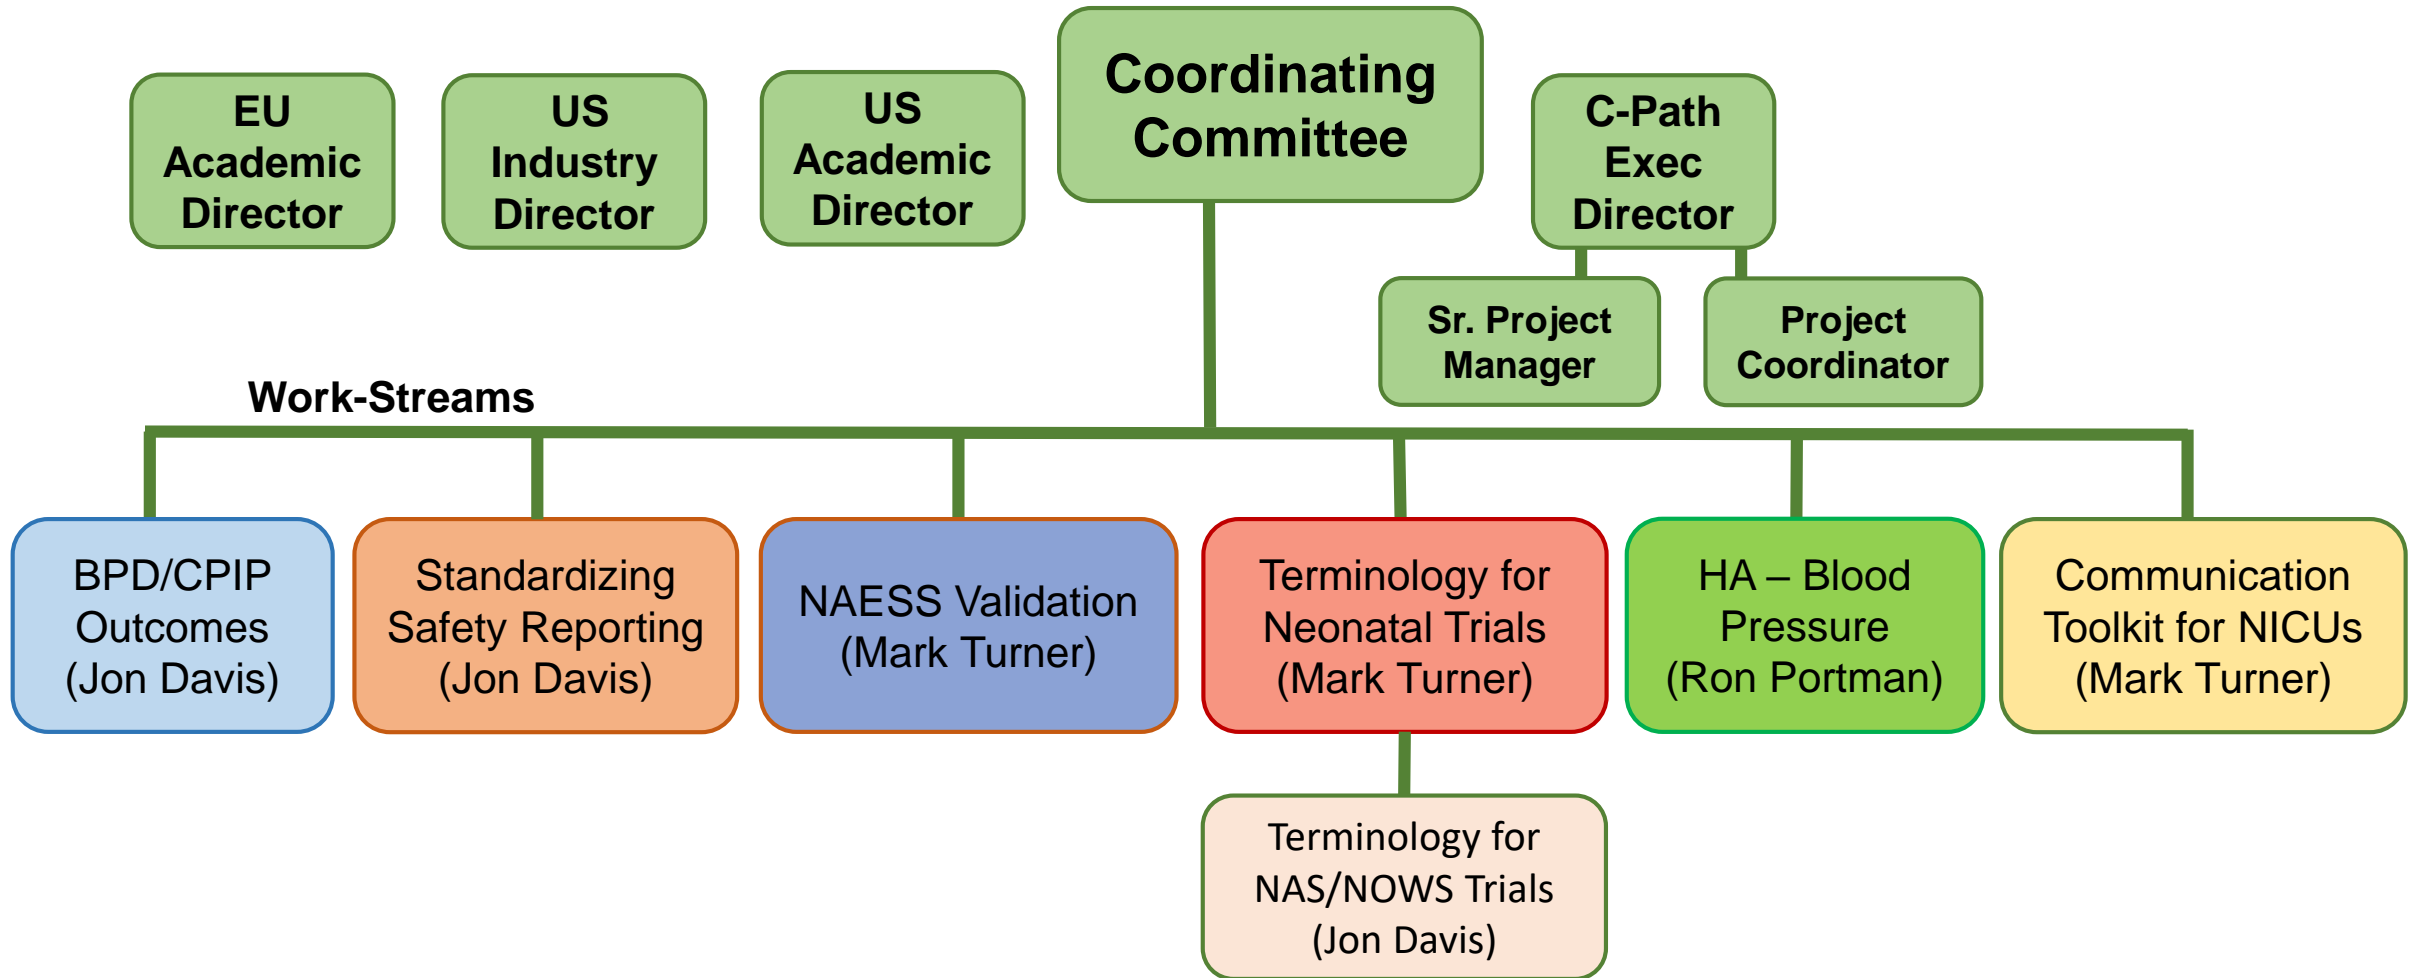 EU
Academic
Director
US
Industry
Director
US
Academic
Director
Coordinating
Committee
C-Path
Exec
Director
Sr. Project
Manager
Project
Coordinator
Work-Streams
BPD/CPIP
Outcomes
(Jon Davis)
Standardizing
Safety Reporting
(Jon Davis)
NAESS Validation
(Mark Turner)
Terminology for
Neonatal Trials
(Mark Turner)
HA – Blood
Pressure
(Ron Portman)
Communication
Toolkit for NICUs
(Mark Turner)
Terminology for
NAS/NOWS Trials
(Jon Davis)